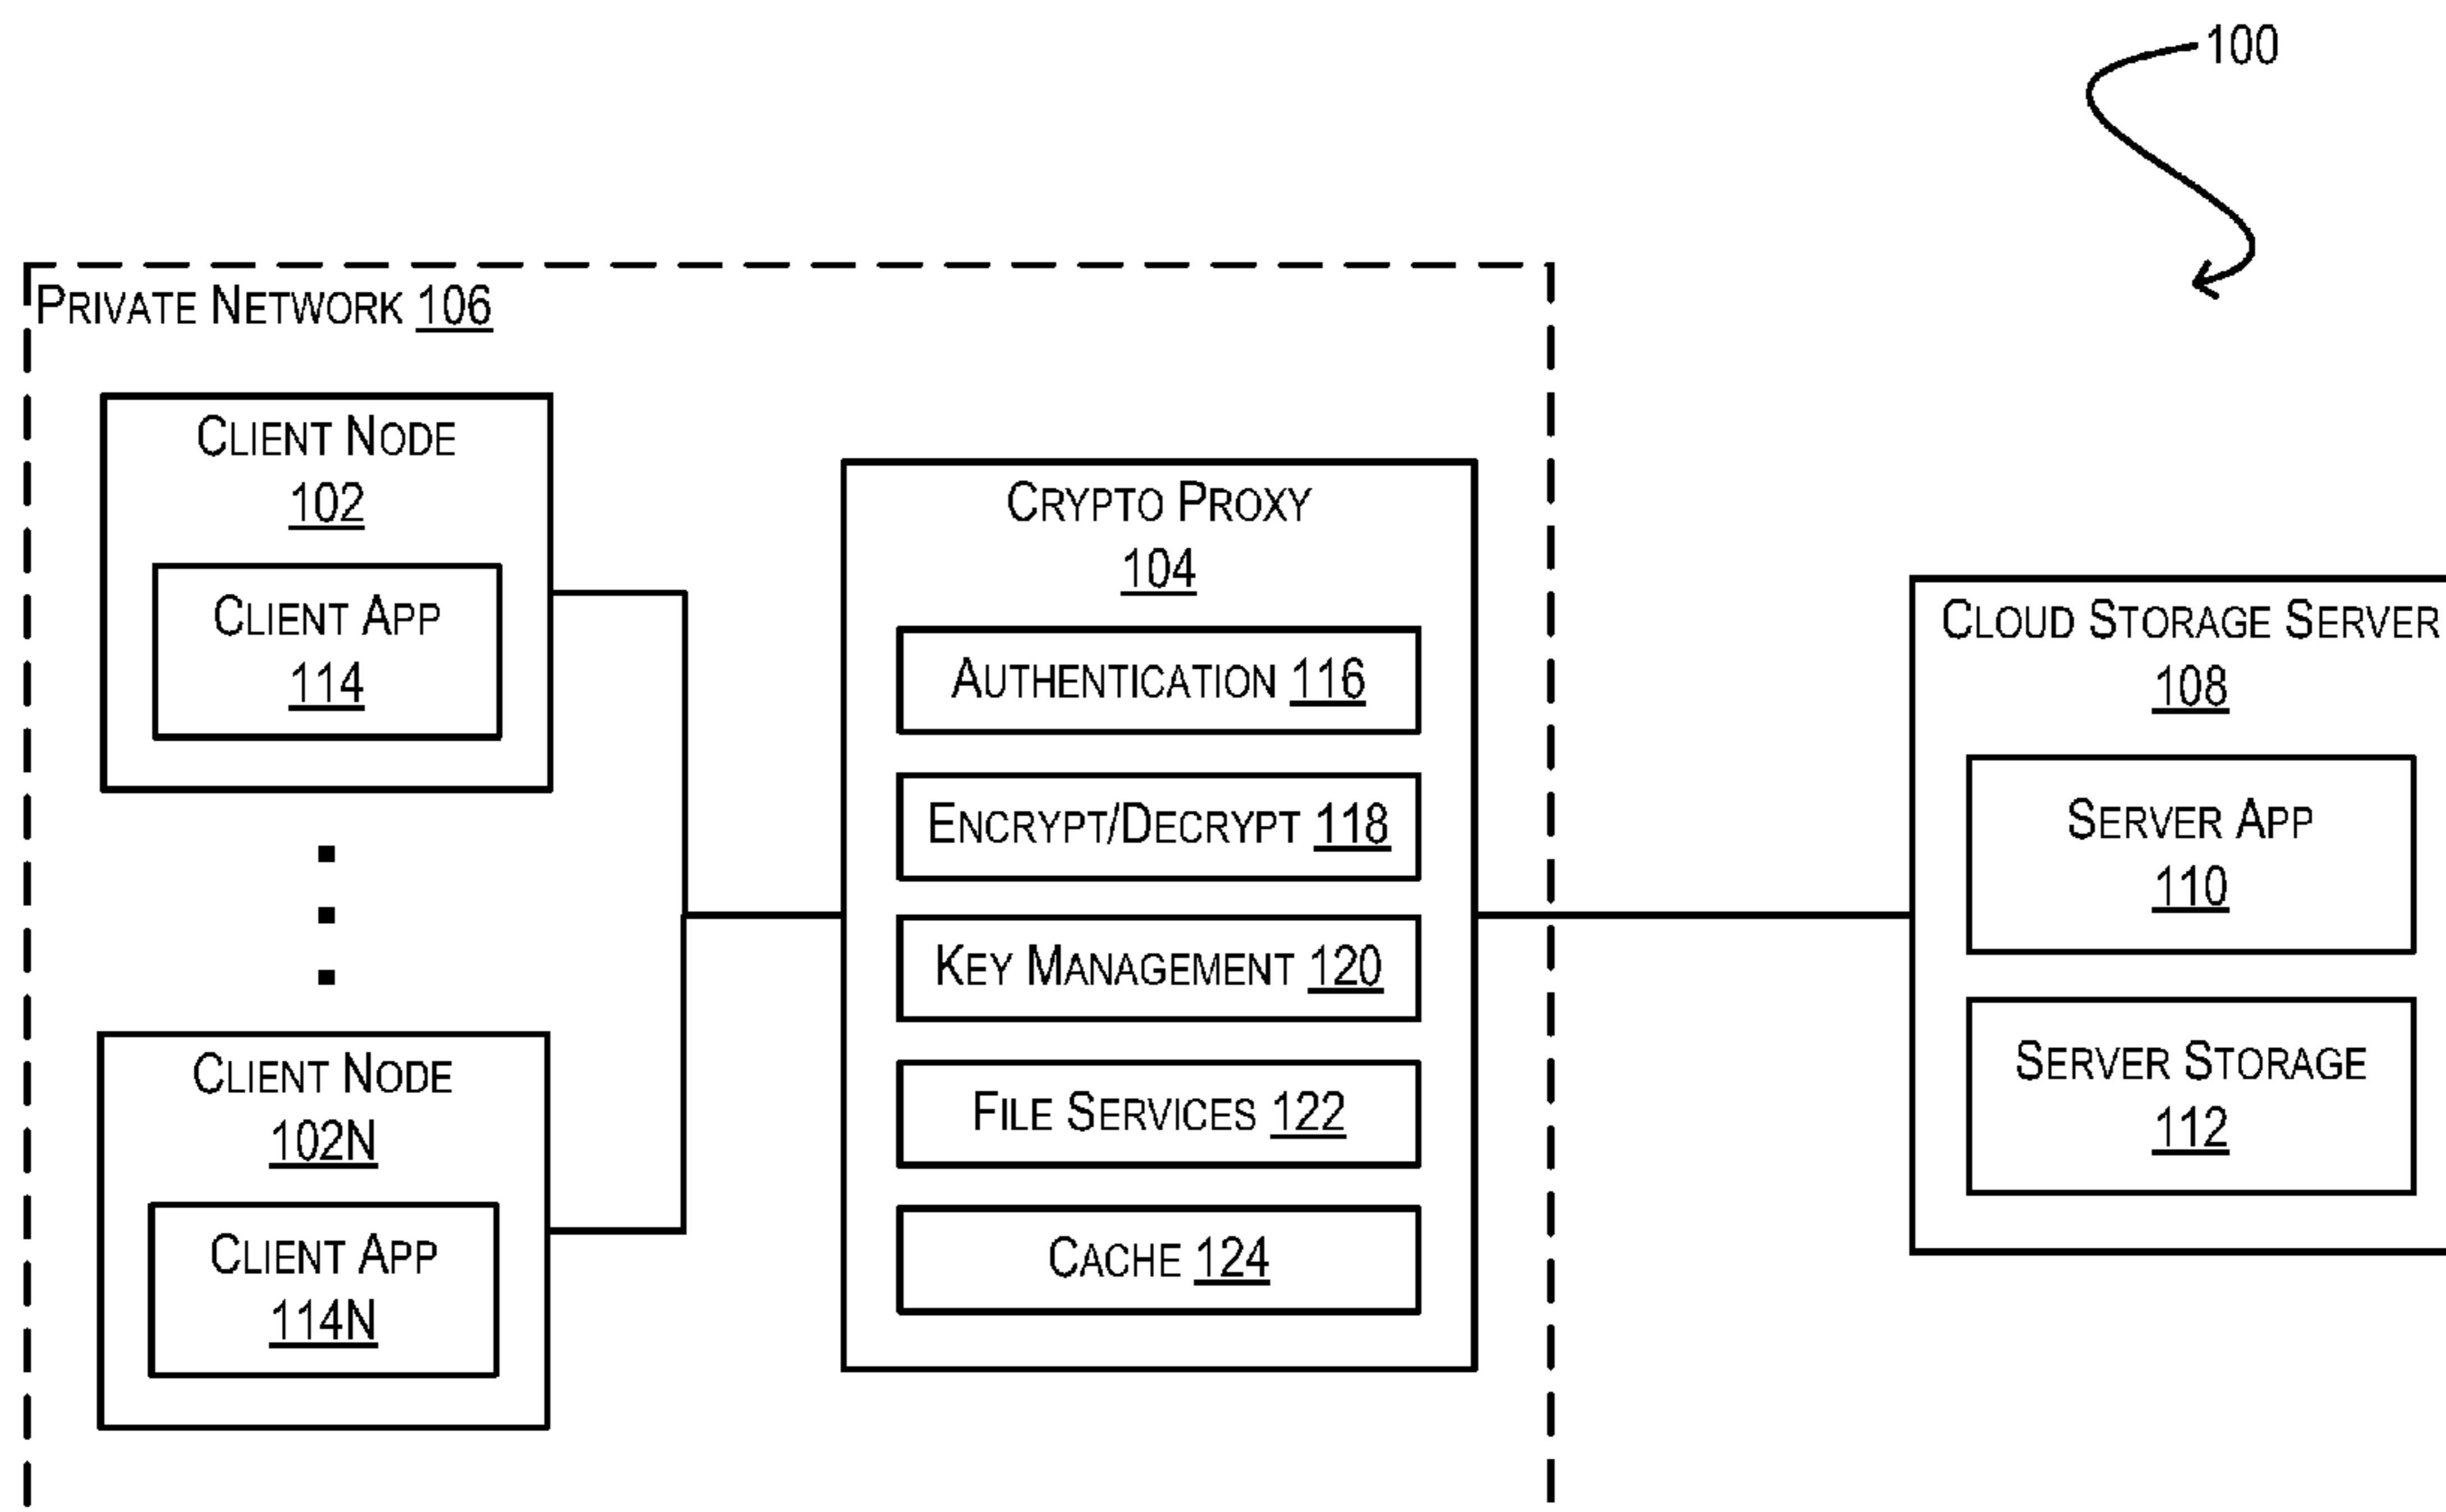 100
Private Network 106
Client Node
102
Client App
114
Client Node
102N
Client App
114N
Crypto Proxy
104
Authentication 116
Encrypt/Decrypt 118
Key Management 120
File Services 122
Cache 124
Cloud Storage Server
108
Server App
110
Server Storage
112